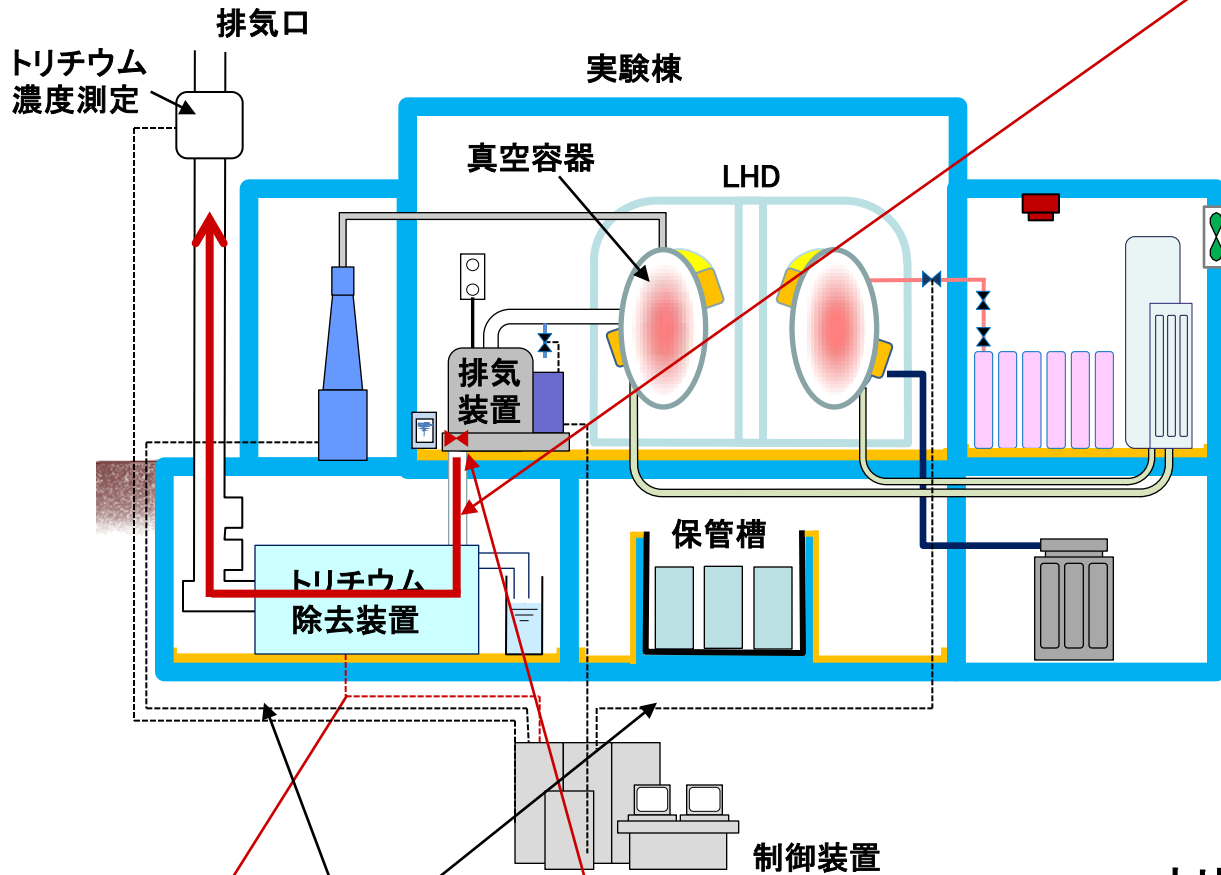 排気口
トリチウム
濃度測定
実験棟
真空容器
LHD
排気
装置
保管槽
トリチウム
除去装置
制御装置